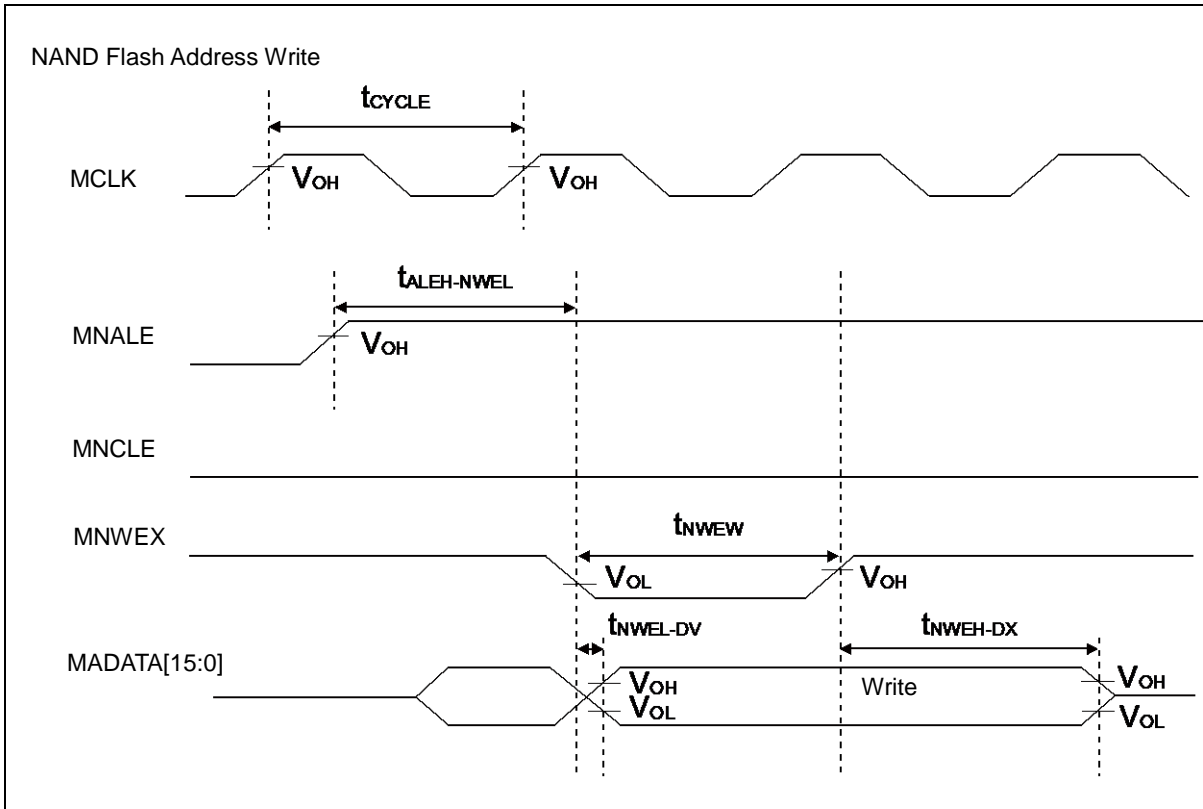 NAND Flash Address Write
tCYCLE
MCLK
VOH
VOH
tALEH-NWEL
MNALE
VOH
MNCLE
MNWEX
tNWEW
VOL
VOH
tNWEL-DV
tNWEH-DX
MADATA[15:0]
VOH
Write
VOH
VOL
VOL